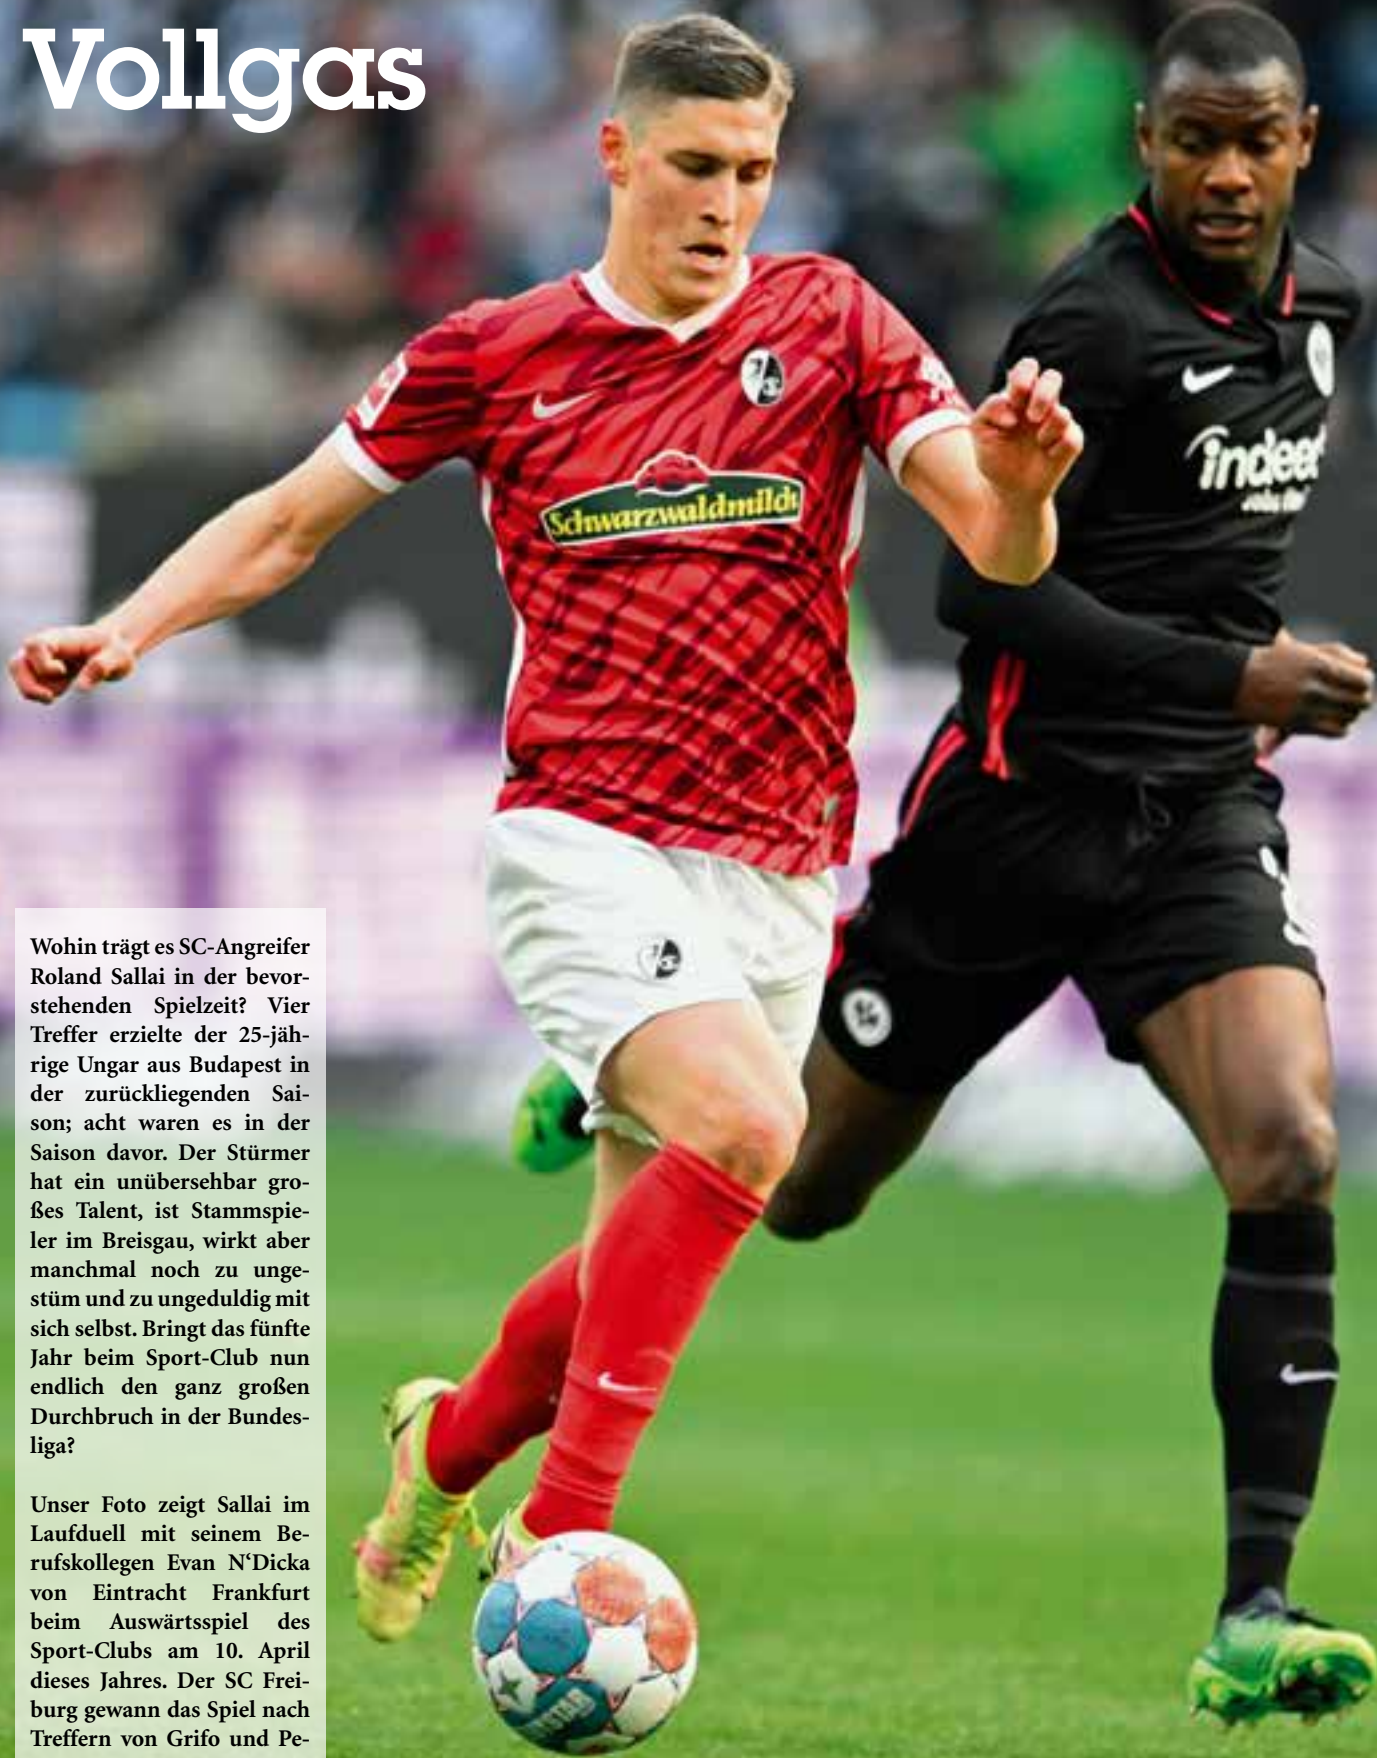 Vollgas
Schwarzwaldmilch
indeed
Wohin trägt es SC-Angreifer
Roland Sallai in der bevor-
stehenden Spielzeit? Vier
Treffer erzielte der 25-jäh-
rige Ungar aus Budapest in
der zurückliegenden Sai-
son; acht waren es in der
Saison davor. Der Stürmer
hat ein unübersehbar gro-
ßes Talent, ist Stammspie-
ler im Breisgau, wirkt aber
manchmal noch zu unge-
stüm und zu ungeduldig mit
sich selbst. Bringt das fünfte
Jahr beim Sport-Club nun
endlich den ganz großen
Durchbruch in der Bundes-
liga?
Unser Foto zeigt Sallai im
Laufduell mit seinem Be-
rufskollegen Evan N‘Dicka
von Eintracht Frankfurt
beim Auswärtsspiel des
Sport-Clubs am 10. April
dieses Jahres. Der SC Frei-
burg gewann das Spiel nach
Treffern von Grifo und Pe-